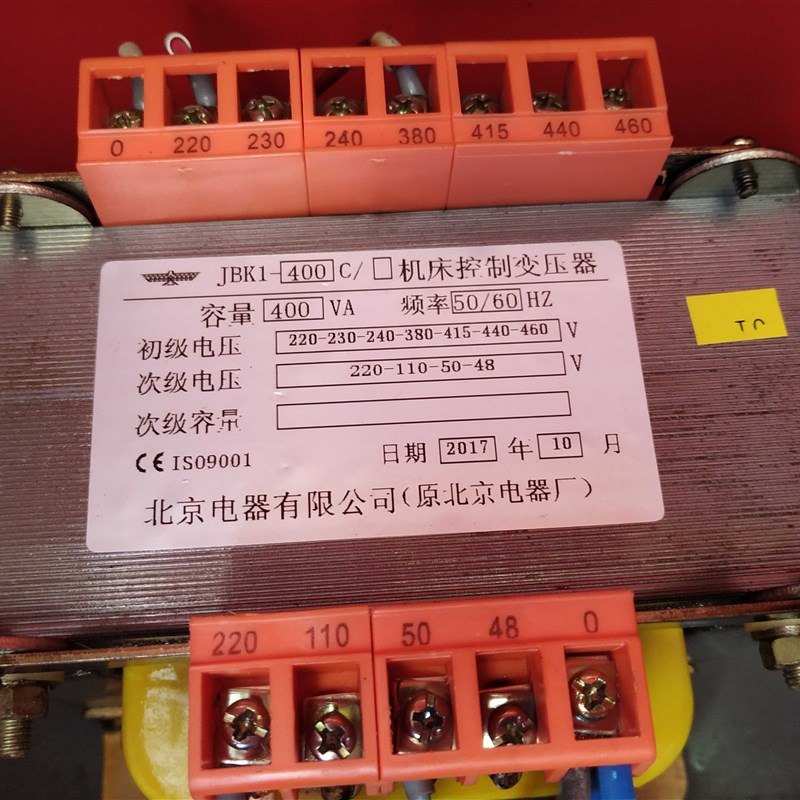 0 220 230 240 380 415 440 460
JBK1-400C/□机床控制变压器
容量 400 VA 频率 50/60 HZ
初级电压 220-230-240-380-415-440-460 V
次级电压 220-110-50-48 V
次级容量
CE ISO9001 日期 2017 年 10 月
北京电器有限公司(原北京电器厂)
220 110 50 48 0